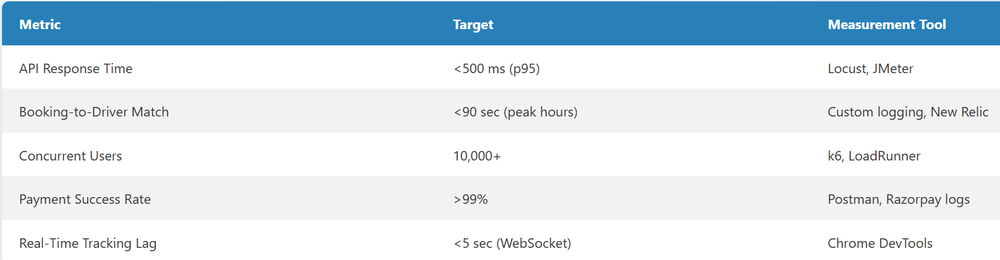 Metric Target Measurement Tool
API Response Time <500 ms (p95) Locust, JMeter
Booking-to-Driver Match <90 sec (peak hours) Custom logging, New Relic
Concurrent Users 10,000+ k6, LoadRunner
Payment Success Rate >99% Postman, Razorpay logs
Real-Time Tracking Lag <5 sec (WebSocket) Chrome DevTools